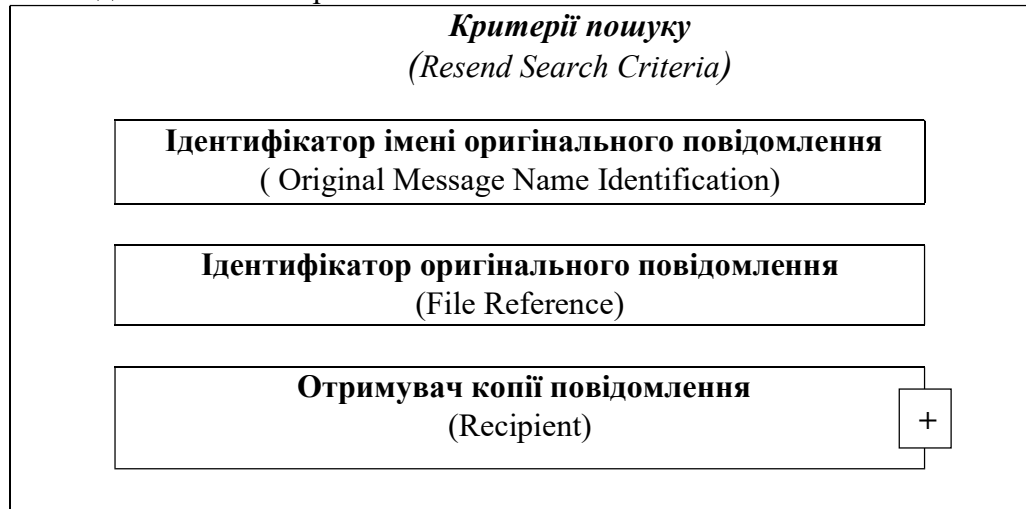 Критерії пошуку
(Resend Search Criteria)
Ідентифікатор імені оригінального повідомлення
( Original Message Name Identification)
Ідентифікатор оригінального повідомлення
(File Reference)
Отримувач копії повідомлення
(Recipient)
+